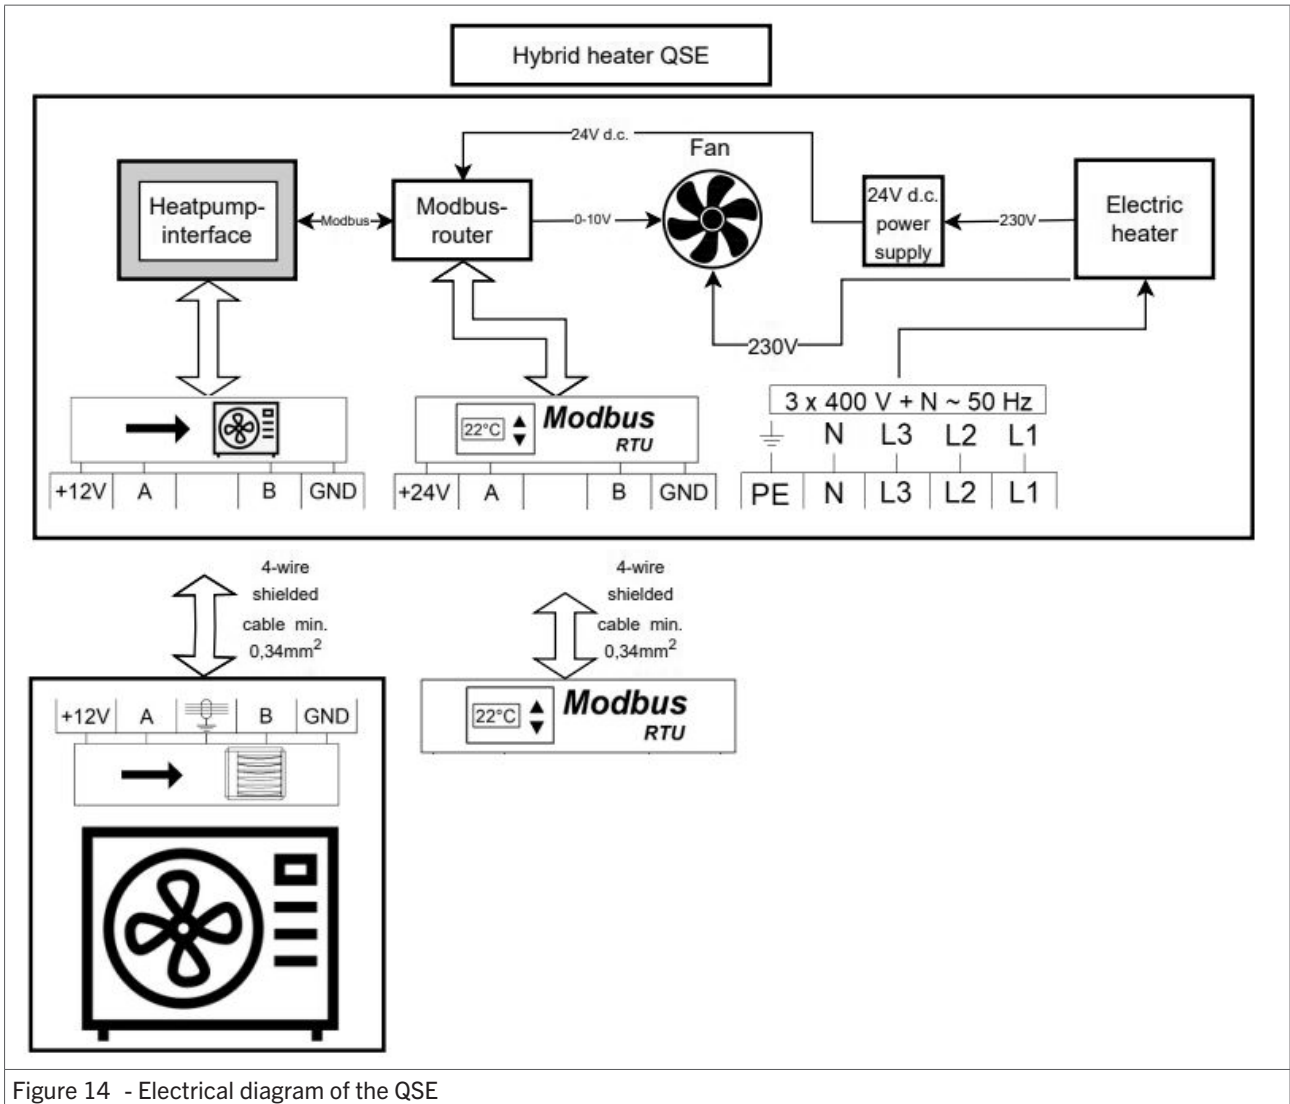 Hybrid heater QSE
24V d.c.
Fan
Heatpump-
interface
Modbus
Modbus-
router
0-10V
24V d.c.
power
supply
230V
Electric
heater
230V
3 x 400 V + N ~ 50 Hz
N L3 L2 L1
22°C
Modbus
RTU
+12V A B GND
+24V A B GND
PE N L3 L2 L1
4-wire
shielded
cable min.
0,34mm²
4-wire
shielded
cable min.
0,34mm²
+12V A B GND
22°C
Modbus
RTU
Figure 14 - Electrical diagram of the QSE